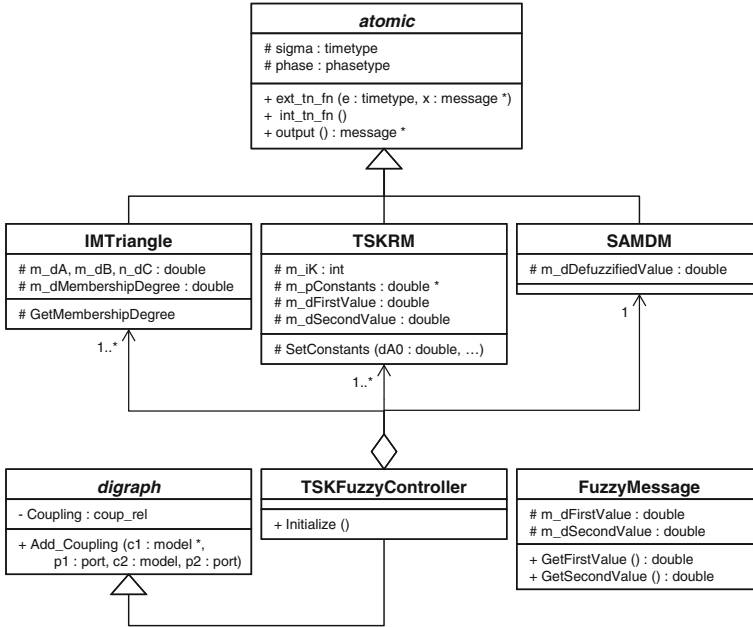 atomic
# sigma : timetype
# phase : phasetype
+ ext_tn_fn (e : timetype, x : message *)
+ int_tn_fn ()
+ output () : message *
IMTriangle
# m_dA, m_dB, n_dC : double
# m_dMembershipDegree : double
# GetMembershipDegree
TSKRM
# m_iK : int
# m_pConstants : double *
# m_dFirstValue : double
# m_dSecondValue : double
# SetConstants (dA0 : double, ...)
SAMDM
# m_dDefuzzifiedValue : double
1..*
1..*
1
digraph
- Coupling : coup_rel
+ Add_Coupling (c1 : model *,
p1 : port, c2 : model, p2 : port)
TSKFuzzyController
+ Initialize ()
FuzzyMessage
# m_dFirstValue : double
# m_dSecondValue : double
+ GetFirstValue () : double
+ GetSecondValue () : double